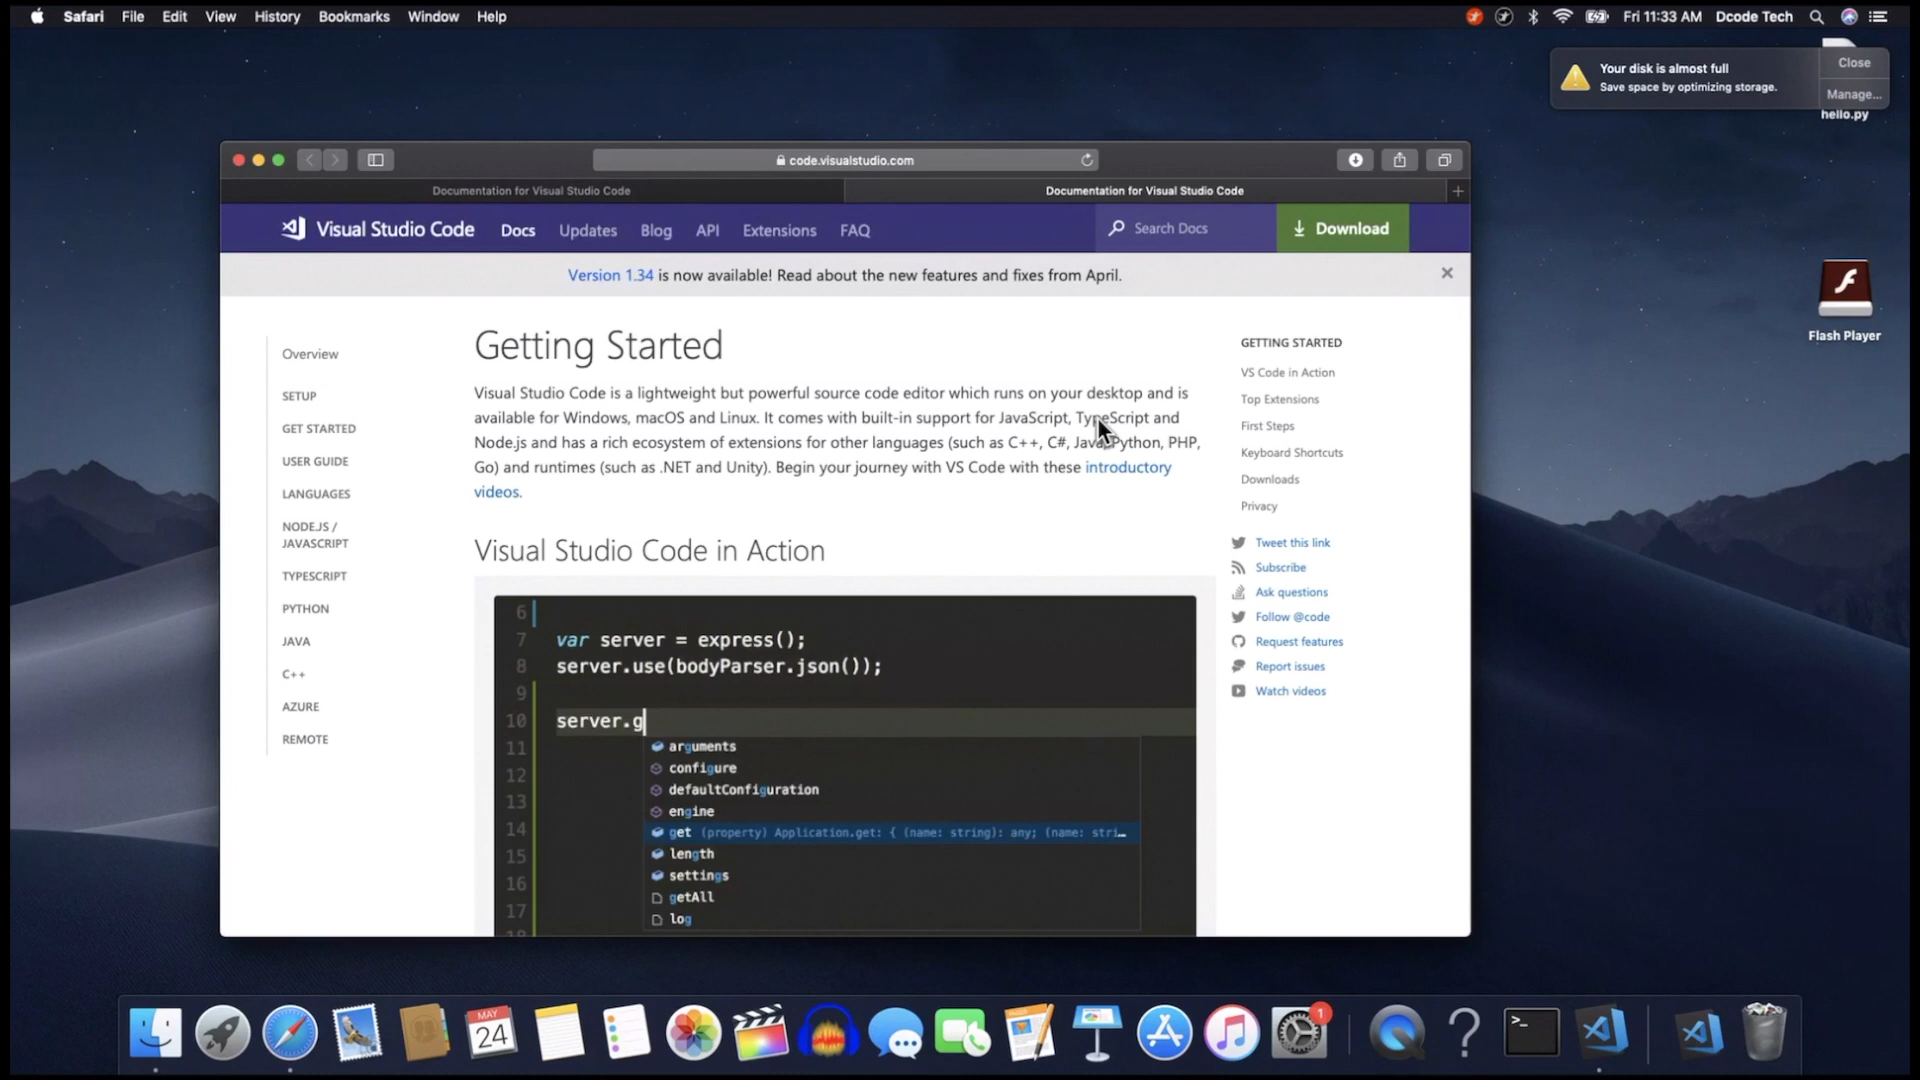 Safari File Edit View History Bookmarks Window Help
Fri 11:33 AM Dcode Tech
Your disk is almost full
Save space by optimizing storage.
Close
Manage...
hello.py
Flash Player
code.visualstudio.com
Documentation for Visual Studio Code
Documentation for Visual Studio Code
Visual Studio Code Docs Updates Blog API Extensions FAQ Search Docs Download
Version 1.34 is now available! Read about the new features and fixes from April.
Overview
SETUP
GET STARTED
USER GUIDE
LANGUAGES
NODE.JS /
JAVASCRIPT
TYPESCRIPT
PYTHON
JAVA
C++
AZURE
REMOTE
Getting Started
Visual Studio Code is a lightweight but powerful source code editor which runs on your desktop and is
available for Windows, macOS and Linux. It comes with built-in support for JavaScript, TypeScript and
Node.js and has a rich ecosystem of extensions for other languages (such as C++, C#, Java, Python, PHP,
Go) and runtimes (such as .NET and Unity). Begin your journey with VS Code with these introductory
videos.
Visual Studio Code in Action
6
7 var server = express();
8 server.use(bodyParser.json());
9
10 server.g
11 arguments
12 configure
defaultConfiguration
13 engine
14 get (property) Application.get: { (name: string): any; (name: stri…
15 length
16 settings
getAll
17 log
18
GETTING STARTED
VS Code in Action
Top Extensions
First Steps
Keyboard Shortcuts
Downloads
Privacy
Tweet this link
Subscribe
Ask questions
Follow @code
Request features
Report issues
Watch videos
MAY
24
1
?
>_